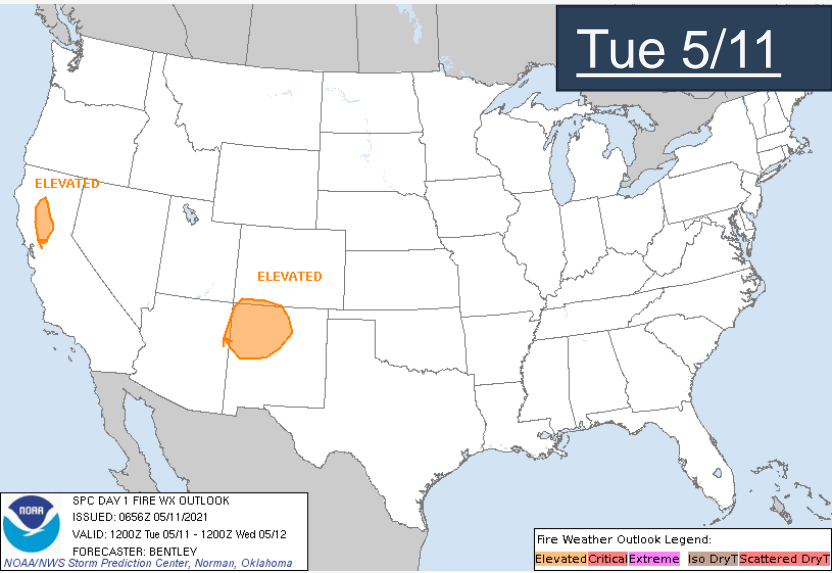 Tue 5/11
ELEVATED
ELEVATED
NOAA
SPC DAY 1 FIRE WX OUTLOOK
ISSUED: 0656Z 05/11/2021
VALID: 1200Z Tue 05/11 - 1200Z Wed 05/12
FORECASTER: BENTLEY
NOAA/NWS Storm Prediction Center, Norman, Oklahoma
Fire Weather Outlook Legend:
Elevated Critical Extreme Iso DryT Scattered DryT